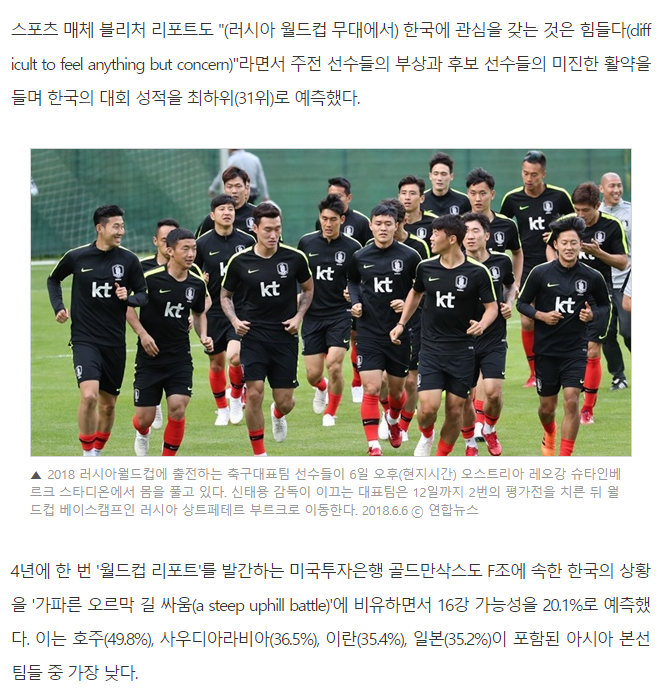 스포츠 매체 블리처 리포트도 "(러시아 월드컵 무대에서) 한국에 관심을 갖는 것은 힘들다(diff
icult to feel anything but concern)"라면서 주전 선수들의 부상과 후보 선수들의 미진한 활약을
들며 한국의 대회 성적을 최하위(31위)로 예측했다.
kt
kt
kt
kt
kt
kt
kt
kt
▲ 2018 러시아월드컵에 출전하는 축구대표팀 선수들이 6일 오후(현지시간) 오스트리아 레오강 슈타인베
르크 스타디온에서 몸을 풀고 있다. 신태용 감독이 이끄는 대표팀은 12일까지 2번의 평가전을 치른 뒤 월
드컵 베이스캠프인 러시아 상트페테르 부르크로 이동한다. 2018.6.6 ⓒ 연합뉴스
4년에 한 번 '월드컵 리포트'를 발간하는 미국투자은행 골드만삭스도 F조에 속한 한국의 상황
을 '가파른 오르막 길 싸움(a steep uphill battle)'에 비유하면서 16강 가능성을 20.1%로 예측했
다. 이는 호주(49.8%), 사우디아라비아(36.5%), 이란(35.4%), 일본(35.2%)이 포함된 아시아 본선
팀들 중 가장 낮다.